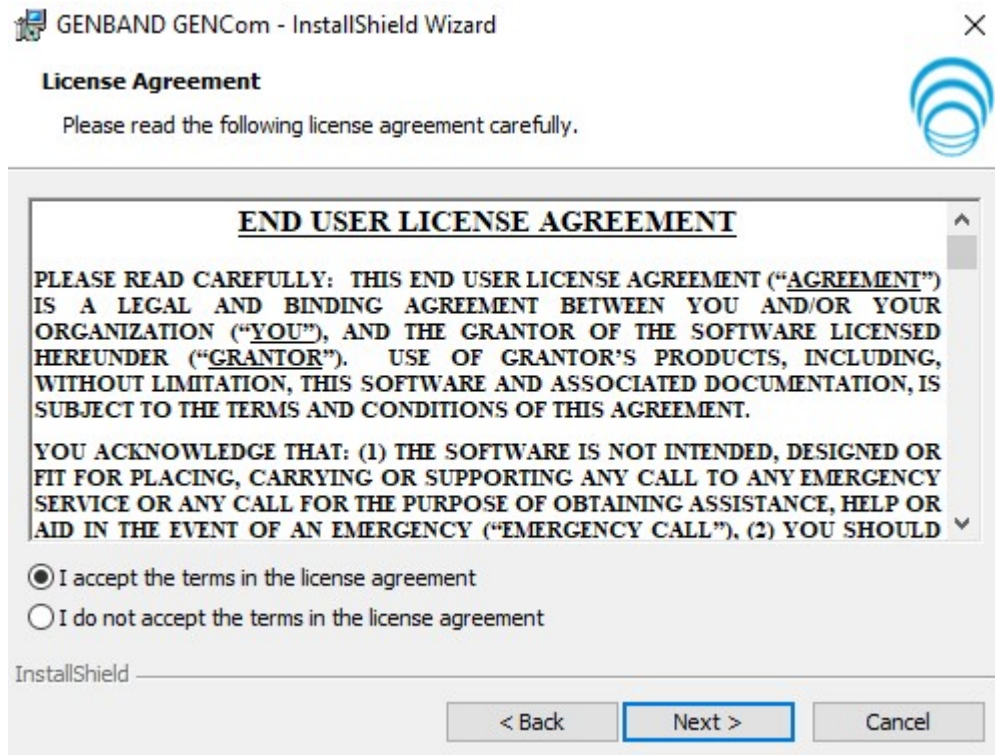 GENBAND GENCom - InstallShield Wizard
License Agreement
Please read the following license agreement carefully.
END USER LICENSE AGREEMENT
PLEASE READ CAREFULLY: THIS END USER LICENSE AGREEMENT (“AGREEMENT”)
IS A LEGAL AND BINDING AGREEMENT BETWEEN YOU AND/OR YOUR
ORGANIZATION (“YOU”), AND THE GRANTOR OF THE SOFTWARE LICENSED
HEREUNDER (“GRANTOR”). USE OF GRANTOR’S PRODUCTS, INCLUDING,
WITHOUT LIMITATION, THIS SOFTWARE AND ASSOCIATED DOCUMENTATION, IS
SUBJECT TO THE TERMS AND CONDITIONS OF THIS AGREEMENT.
YOU ACKNOWLEDGE THAT: (1) THE SOFTWARE IS NOT INTENDED, DESIGNED OR
FIT FOR PLACING, CARRYING OR SUPPORTING ANY CALL TO ANY EMERGENCY
SERVICE OR ANY CALL FOR THE PURPOSE OF OBTAINING ASSISTANCE, HELP OR
AID IN THE EVENT OF AN EMERGENCY (“EMERGENCY CALL”), (2) YOU SHOULD
I accept the terms in the license agreement
I do not accept the terms in the license agreement
InstallShield
< Back Next > Cancel